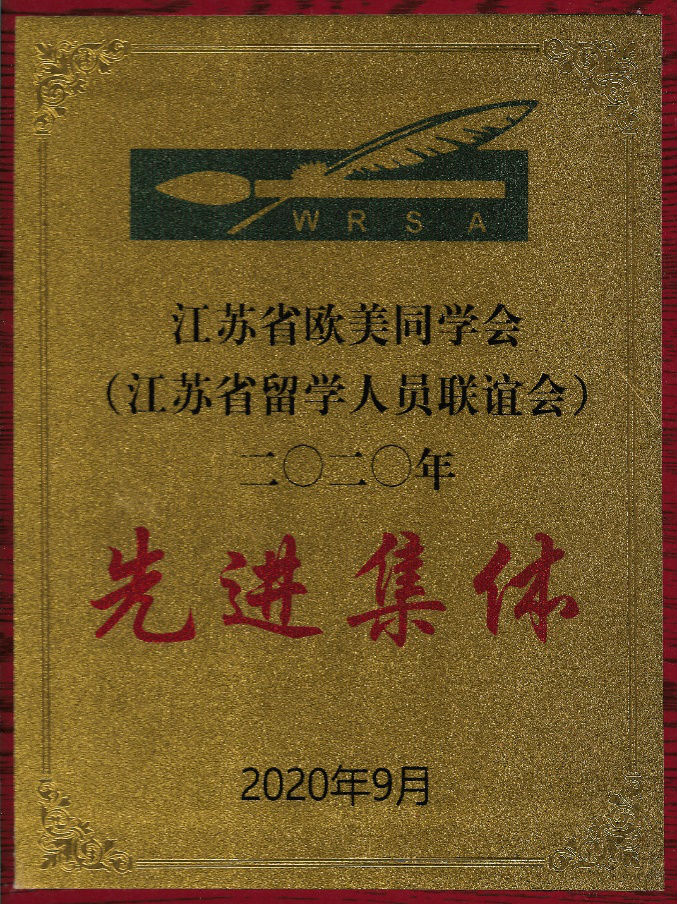 WRSA
江苏省欧美同学会
（江苏省留学人员联谊会）
二〇二〇年
先进集体
2020年9月